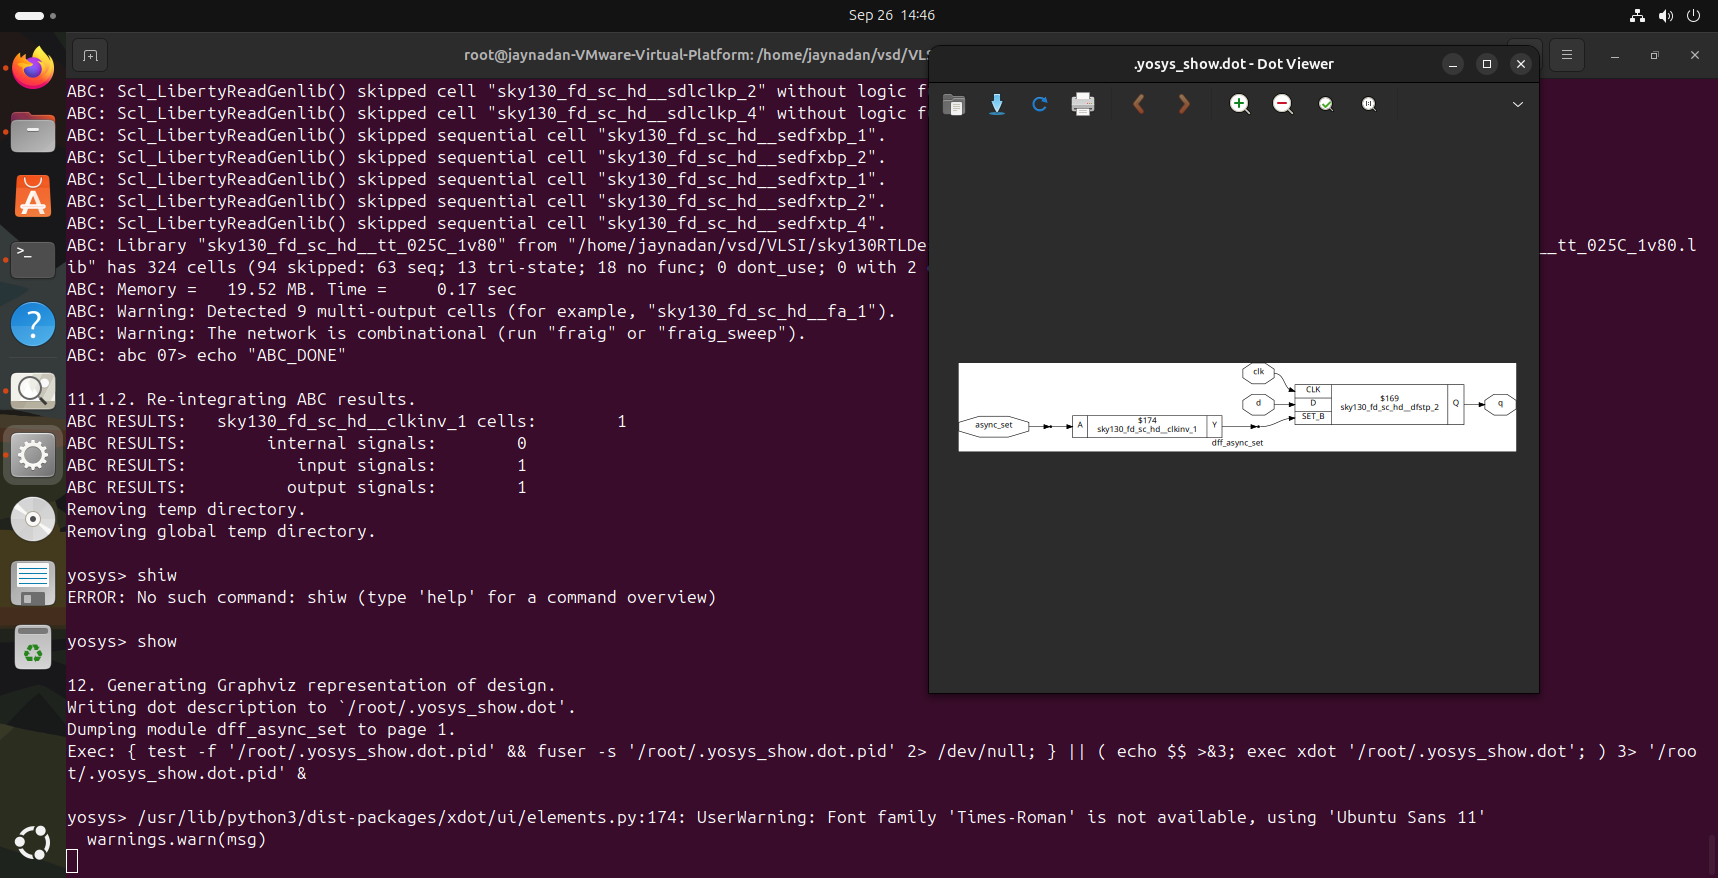 Sep 26 14:46
root@jaynadan-VMware-Virtual-Platform: /home/jaynadan/vsd/VLS
ABC: Scl_LibertyReadGenlib() skipped cell "sky130_fd_sc_hd__sdlclkp_2" without logic f
ABC: Scl_LibertyReadGenlib() skipped cell "sky130_fd_sc_hd__sdlclkp_4" without logic f
ABC: Scl_LibertyReadGenlib() skipped sequential cell "sky130_fd_sc_hd__sedfxbp_1".
ABC: Scl_LibertyReadGenlib() skipped sequential cell "sky130_fd_sc_hd__sedfxbp_2".
ABC: Scl_LibertyReadGenlib() skipped sequential cell "sky130_fd_sc_hd__sedfxtp_1".
ABC: Scl_LibertyReadGenlib() skipped sequential cell "sky130_fd_sc_hd__sedfxtp_2".
ABC: Scl_LibertyReadGenlib() skipped sequential cell "sky130_fd_sc_hd__sedfxtp_4".
ABC: Library "sky130_fd_sc_hd__tt_025C_1v80" from "/home/jaynadan/vsd/VLSI/sky130RTLDe __tt_025C_1v80.l
ib" has 324 cells (94 skipped: 63 seq; 13 tri-state; 18 no func; 0 dont_use; 0 with 2
ABC: Memory =   19.52 MB. Time =     0.17 sec
ABC: Warning: Detected 9 multi-output cells (for example, "sky130_fd_sc_hd__fa_1").
ABC: Warning: The network is combinational (run "fraig" or "fraig_sweep").
ABC: abc 07> echo "ABC_DONE"
11.1.2. Re-integrating ABC results.
ABC RESULTS:   sky130_fd_sc_hd__clkinv_1 cells:        1
ABC RESULTS:        internal signals:        0
ABC RESULTS:           input signals:        1
ABC RESULTS:          output signals:        1
Removing temp directory.
Removing global temp directory.
yosys> shiw
ERROR: No such command: shiw (type 'help' for a command overview)
yosys> show
12. Generating Graphviz representation of design.
Writing dot description to `/root/.yosys_show.dot'.
Dumping module dff_async_set to page 1.
Exec: { test -f '/root/.yosys_show.dot.pid' && fuser -s '/root/.yosys_show.dot.pid' 2> /dev/null; } || ( echo $$ >&3; exec xdot '/root/.yosys_show.dot'; ) 3> '/roo
t/.yosys_show.dot.pid' &
yosys> /usr/lib/python3/dist-packages/xdot/ui/elements.py:174: UserWarning: Font family 'Times-Roman' is not available, using 'Ubuntu Sans 11'
  warnings.warn(msg)
.yosys_show.dot - Dot Viewer
clk
d
async_set
A
$174
sky130_fd_sc_hd__clkinv_1
Y
dff_async_set
CLK
D
SET_B
$169
sky130_fd_sc_hd__dfstp_2
Q
q